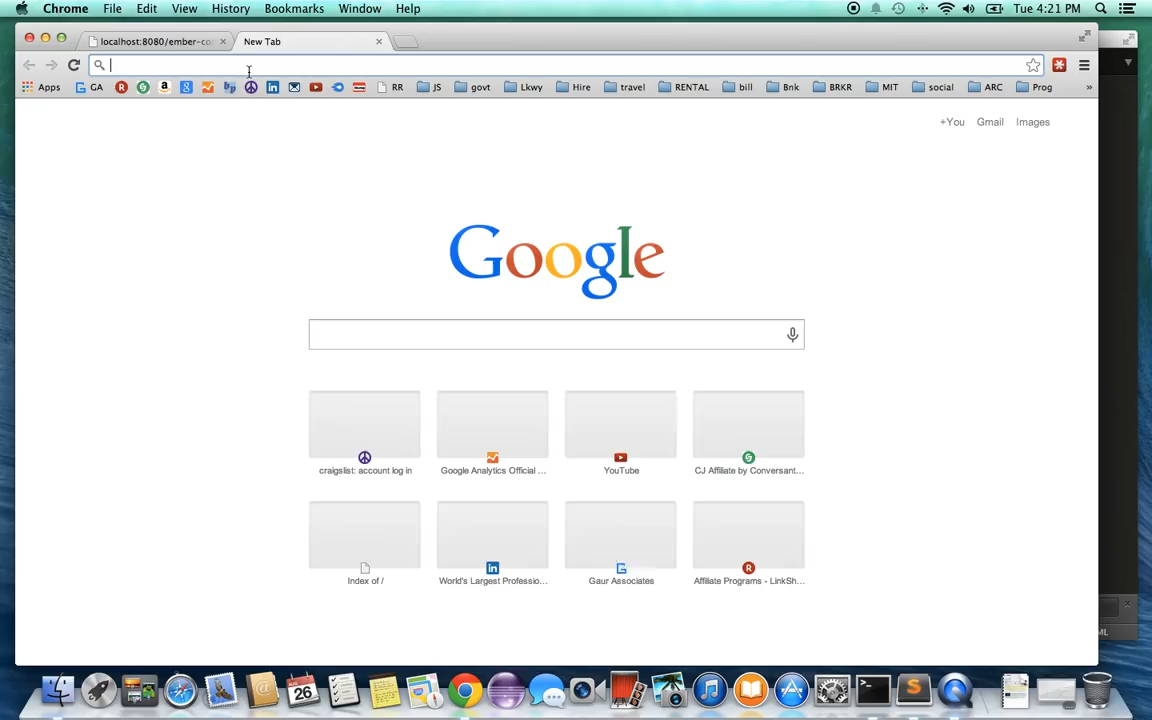 Chrome File Edit View History Bookmarks Window Help Tue 4:21 PM
localhost:8080/ember-co New Tab
Apps GA RR JS govt Lkwy Hire travel RENTAL bill Bnk BRKR MIT social ARC Prog »
+You Gmail Images
Google
craigslist: account log in Google Analytics Official ... YouTube CJ Affiliate by Conversant...
Index of / World's Largest Professio... Gaur Associates Affiliate Programs - LinkSh...
ML
AUG
26